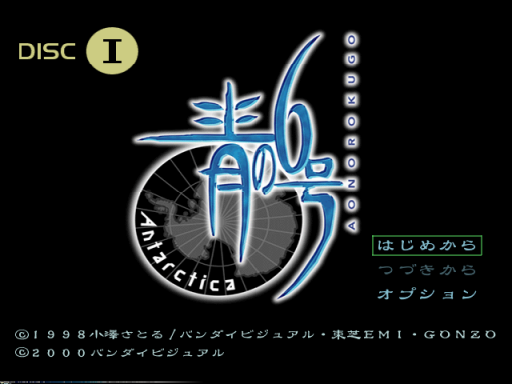 DISC I
青の6号
AONOROKUGO
Antarctica
はじめから
つづきから
オプション
©1998小澤さとる/バンダイビジュアル・東芝EMI・GONZO
©2000バンダイビジュアル